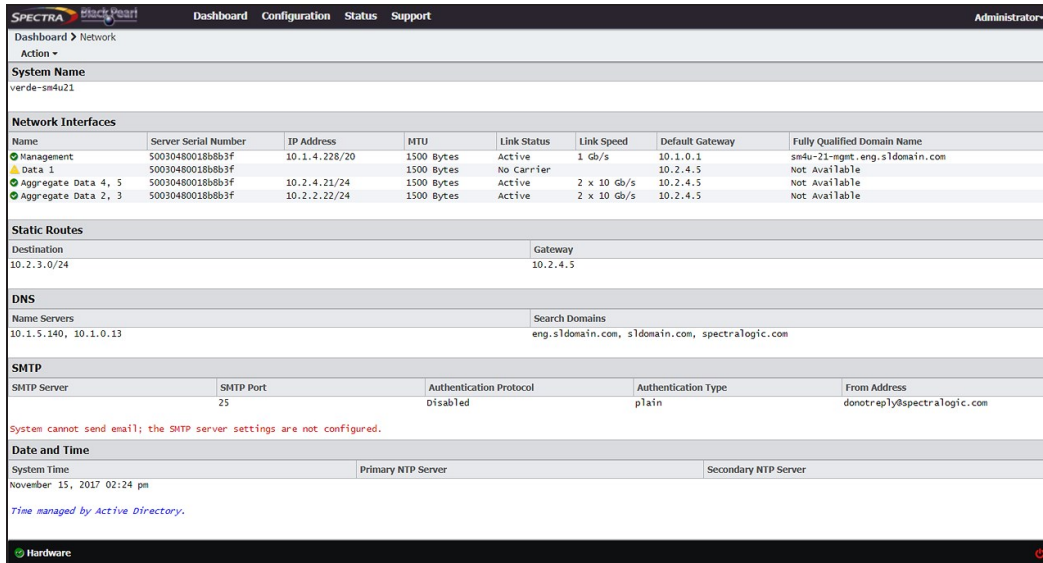 SPECTRA BlackPearl Dashboard Configuration Status Support Administrator
Dashboard > Network
Action
System Name
verde-sm4u21
Network Interfaces
Name Server Serial Number IP Address MTU Link Status Link Speed Default Gateway Fully Qualified Domain Name
Management 50030480018b8b3f 10.1.4.228/20 1500 Bytes Active 1 Gb/s 10.1.0.1 sm4u-21-mgmt.eng.sldomain.com
Data 1 50030480018b8b3f 1500 Bytes No Carrier 10.2.4.5 Not Available
Aggregate Data 4, 5 50030480018b8b3f 10.2.4.21/24 1500 Bytes Active 2 x 10 Gb/s 10.2.4.5 Not Available
Aggregate Data 2, 3 50030480018b8b3f 10.2.2.22/24 1500 Bytes Active 2 x 10 Gb/s 10.2.4.5 Not Available
Static Routes
Destination Gateway
10.2.3.0/24 10.2.4.5
DNS
Name Servers Search Domains
10.1.5.140, 10.1.0.13 eng.sldomain.com, sldomain.com, spectralogic.com
SMTP
SMTP Server SMTP Port Authentication Protocol Authentication Type From Address
25 Disabled plain donotreply@spectralogic.com
System cannot send email; the SMTP server settings are not configured.
Date and Time
System Time Primary NTP Server Secondary NTP Server
November 15, 2017 02:24 pm
Time managed by Active Directory.
Hardware